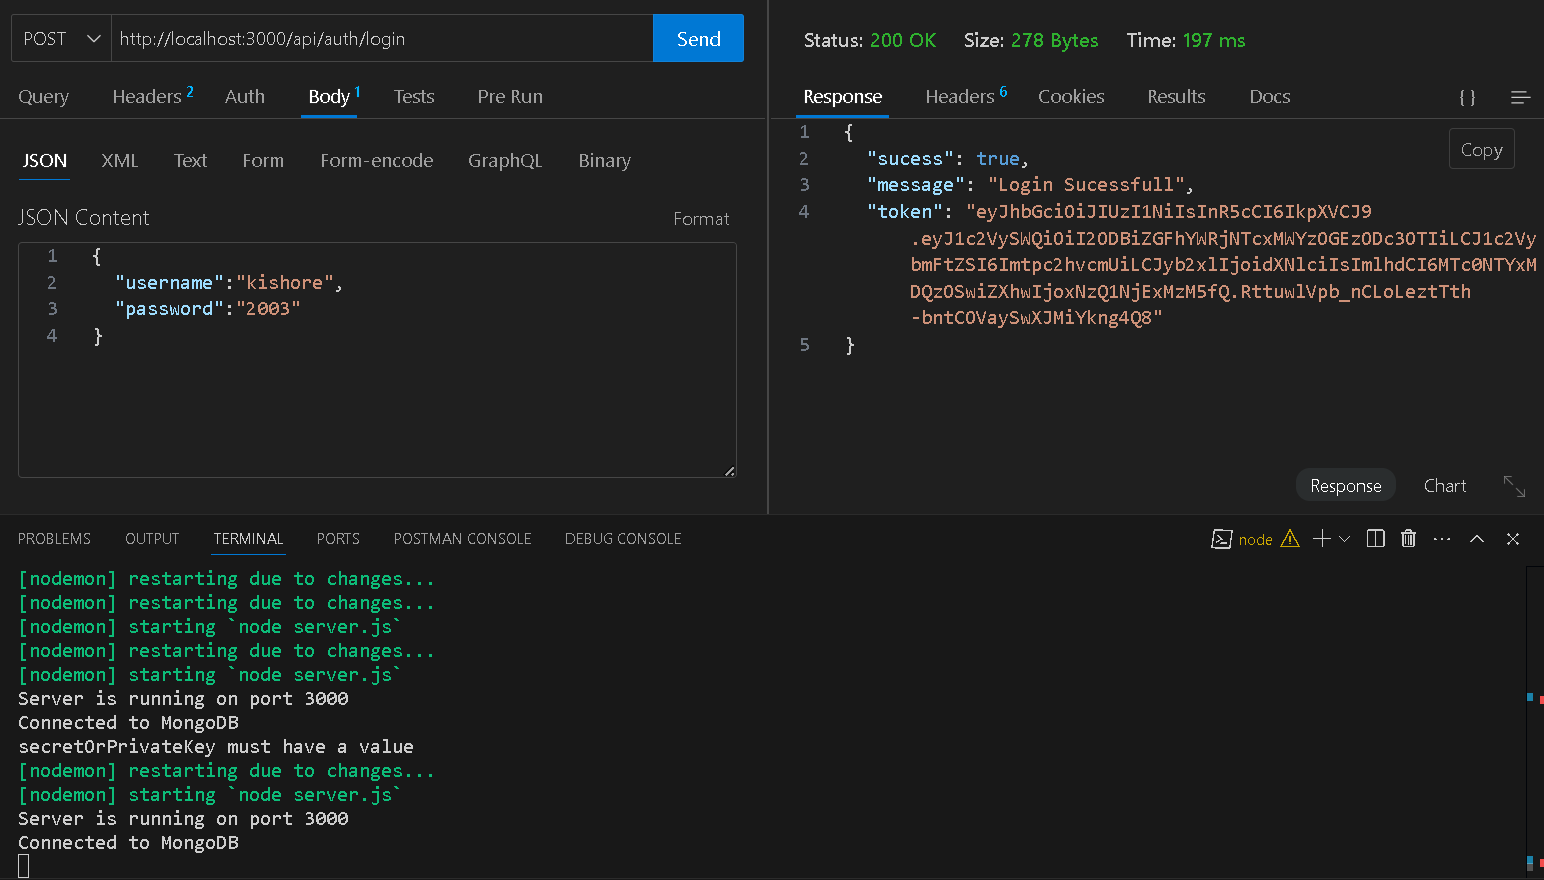 POST http://localhost:3000/api/auth/login Send
Query Headers 2 Auth Body 1 Tests Pre Run
JSON XML Text Form Form-encode GraphQL Binary
JSON Content Format
1 {
2 "username":"kishore",
3 "password":"2003"
4 }
Status: 200 OK Size: 278 Bytes Time: 197 ms
Response Headers 6 Cookies Results Docs {}
Copy
1 {
2 "sucess": true,
3 "message": "Login Sucessfull",
4 "token": "eyJhbGciOiJIUzI1NiIsInR5cCI6IkpXVCJ9
.eyJ1c2VySWQiOiI2ODBiZGFhYWRjNTcxMWYzOGEzODc3OTIiLCJ1c2Vy
bmFtZSI6Imtpc2hvcmUiLCJyb2xlIjoidXNlciIsImlhdCI6MTc0NTYxM
DQzOSwiZXhwIjoxNzQ1NjExMzM5fQ.RttuwlVpb_nCLoLeztTth
-bntCOVaySwXJMiYkng4Q8"
5 }
Response Chart
PROBLEMS OUTPUT TERMINAL PORTS POSTMAN CONSOLE DEBUG CONSOLE node
[nodemon] restarting due to changes...
[nodemon] restarting due to changes...
[nodemon] starting `node server.js`
[nodemon] restarting due to changes...
[nodemon] starting `node server.js`
Server is running on port 3000
Connected to MongoDB
secretOrPrivateKey must have a value
[nodemon] restarting due to changes...
[nodemon] starting `node server.js`
Server is running on port 3000
Connected to MongoDB